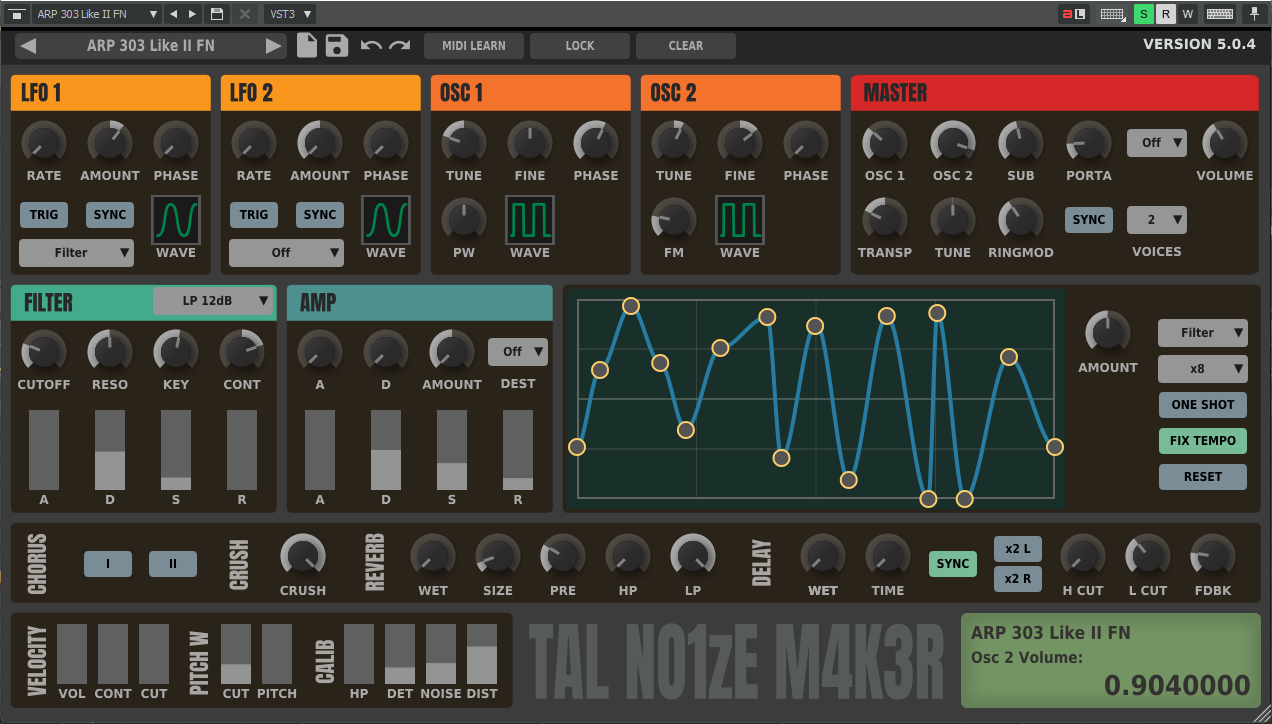 ARP 303 Like II FN VST3 a L S R W
ARP 303 Like II FN MIDI LEARN LOCK CLEAR VERSION 5.0.4
LFO 1 LFO 2 OSC 1 OSC 2 MASTER
RATE AMOUNT PHASE RATE AMOUNT PHASE TUNE FINE PHASE TUNE FINE PHASE OSC 1 OSC 2 SUB PORTA Off VOLUME
TRIG SYNC TRIG SYNC SYNC 2
Filter WAVE Off WAVE PW WAVE FM WAVE TRANSP TUNE RINGMOD VOICES
FILTER LP 12dB AMP
CUTOFF RESO KEY CONT A D AMOUNT Off DEST
A D S R A D S R
AMOUNT Filter
x8
ONE SHOT
FIX TEMPO
RESET
CHORUS I II CRUSH CRUSH REVERB WET SIZE PRE HP LP DELAY WET TIME SYNC x2 L x2 R H CUT L CUT FDBK
VELOCITY VOL CONT CUT PITCH W CUT PITCH CALIB HP DET NOISE DIST
TAL NO1zE M4K3R
ARP 303 Like II FN
Osc 2 Volume:
0.9040000